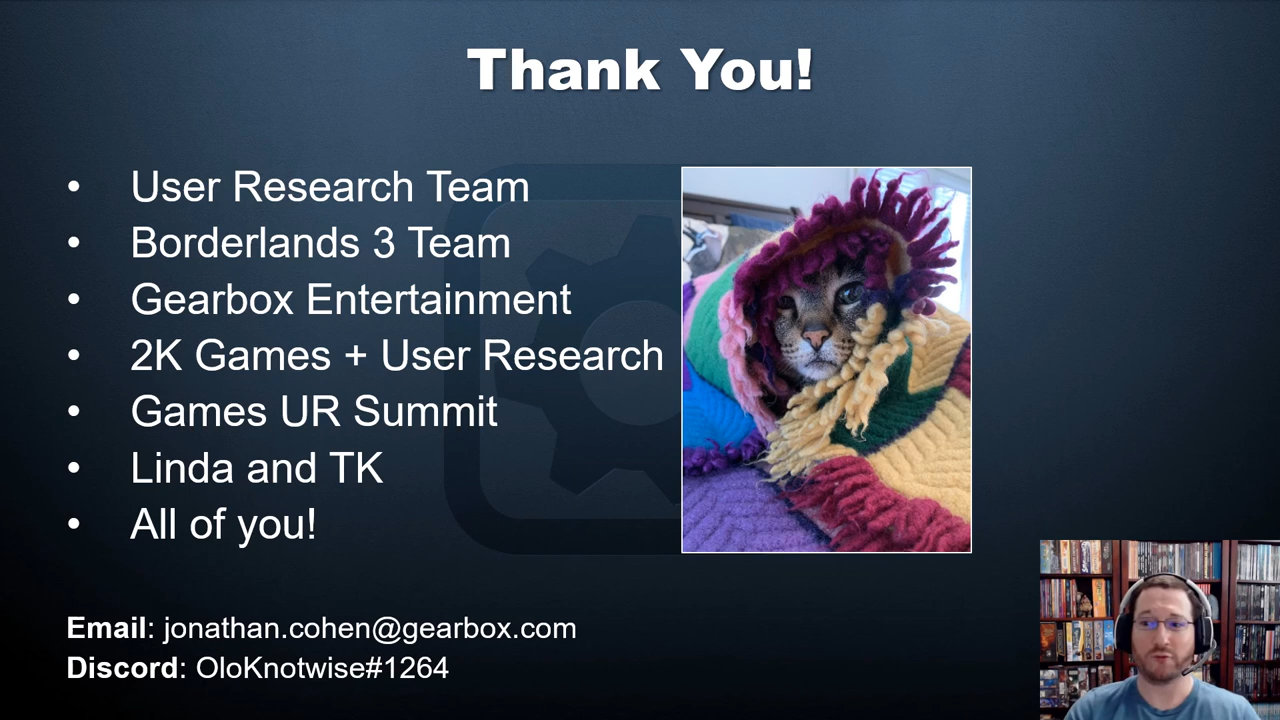 Thank You!
• User Research Team
• Borderlands 3 Team
• Gearbox Entertainment
• 2K Games + User Research
• Games UR Summit
• Linda and TK
• All of you!
Email: jonathan.cohen@gearbox.com
Discord: OloKnotwise#1264